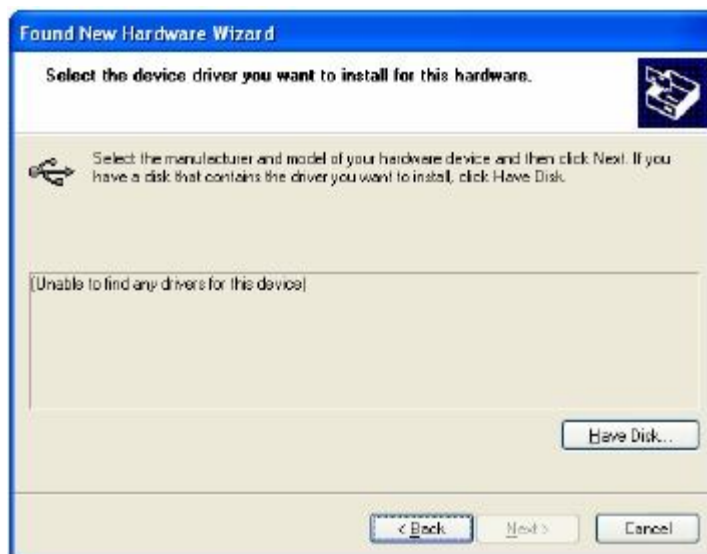 Found New Hardware Wizard
Select the device driver you want to install for this hardware.
Select the manufacturer and model of your hardware device and then click Next. If you
have a disk that contains the driver you want to install, click Have Disk.
(Unable to find any drivers for this device)
Have Disk...
< Back
Next >
Cancel